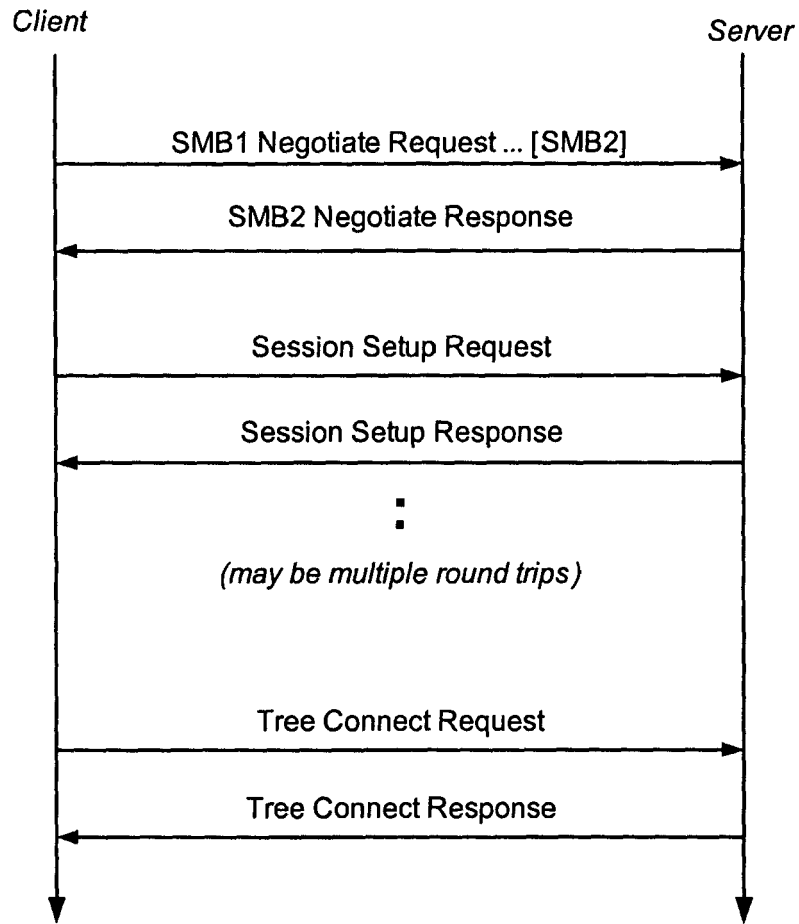 Client
Server
SMB1 Negotiate Request ... [SMB2]
SMB2 Negotiate Response
Session Setup Request
Session Setup Response
:
(may be multiple round trips)
Tree Connect Request
Tree Connect Response